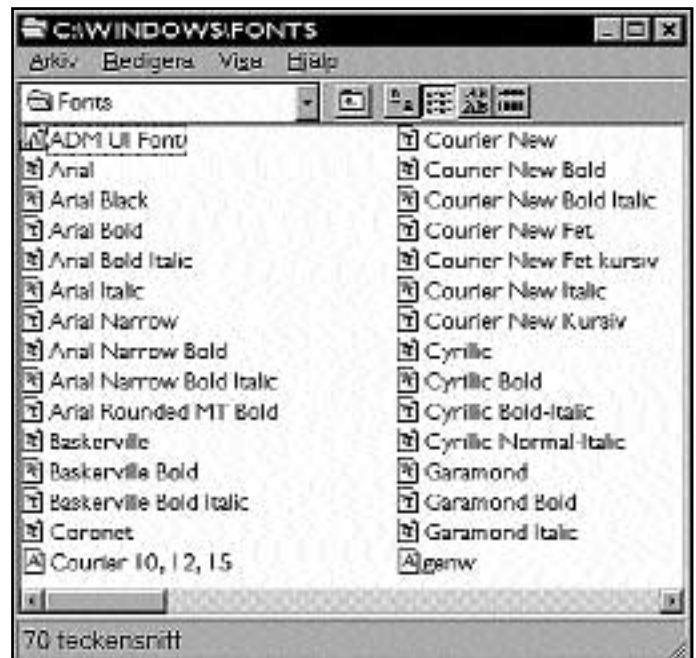 C:\WINDOWS\FONTS
Arkiv Redigera Visa Hjälp
Fonts
ADM UI Font
Arial
Arial Black
Arial Bold
Arial Bold Italic
Arial Italic
Arial Narrow
Arial Narrow Bold
Arial Narrow Bold Italic
Arial Rounded MT Bold
Baskerville
Baskerville Bold
Baskerville Bold Italic
Coronet
Courier 10, 12, 15
Courier New
Courier New Bold
Courier New Bold Italic
Courier New Fet
Courier New Fet kursiv
Courier New Italic
Courier New Kursiv
Cyrillic
Cyrillic Bold
Cyrillic Bold-Italic
Cyrillic Normal-Italic
Garamond
Garamond Bold
Garamond Italic
genw
70 teckensnitt